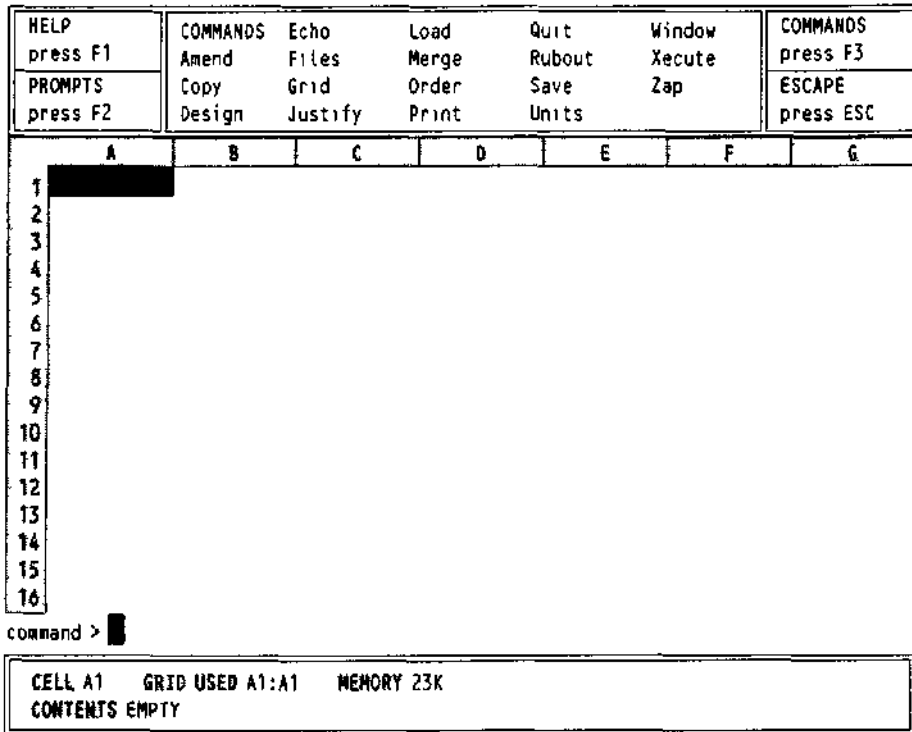 HELP
press F1
PROMPTS
press F2
COMMANDS Echo Load Quit Window
Amend Files Merge Rubout Xecute
Copy Grid Order Save Zap
Design Justify Print Units
COMMANDS
press F3
ESCAPE
press ESC
A B C D E F G
1
2
3
4
5
6
7
8
9
10
11
12
13
14
15
16
command >
CELL A1 GRID USED A1:A1 MEMORY 23K
CONTENTS EMPTY